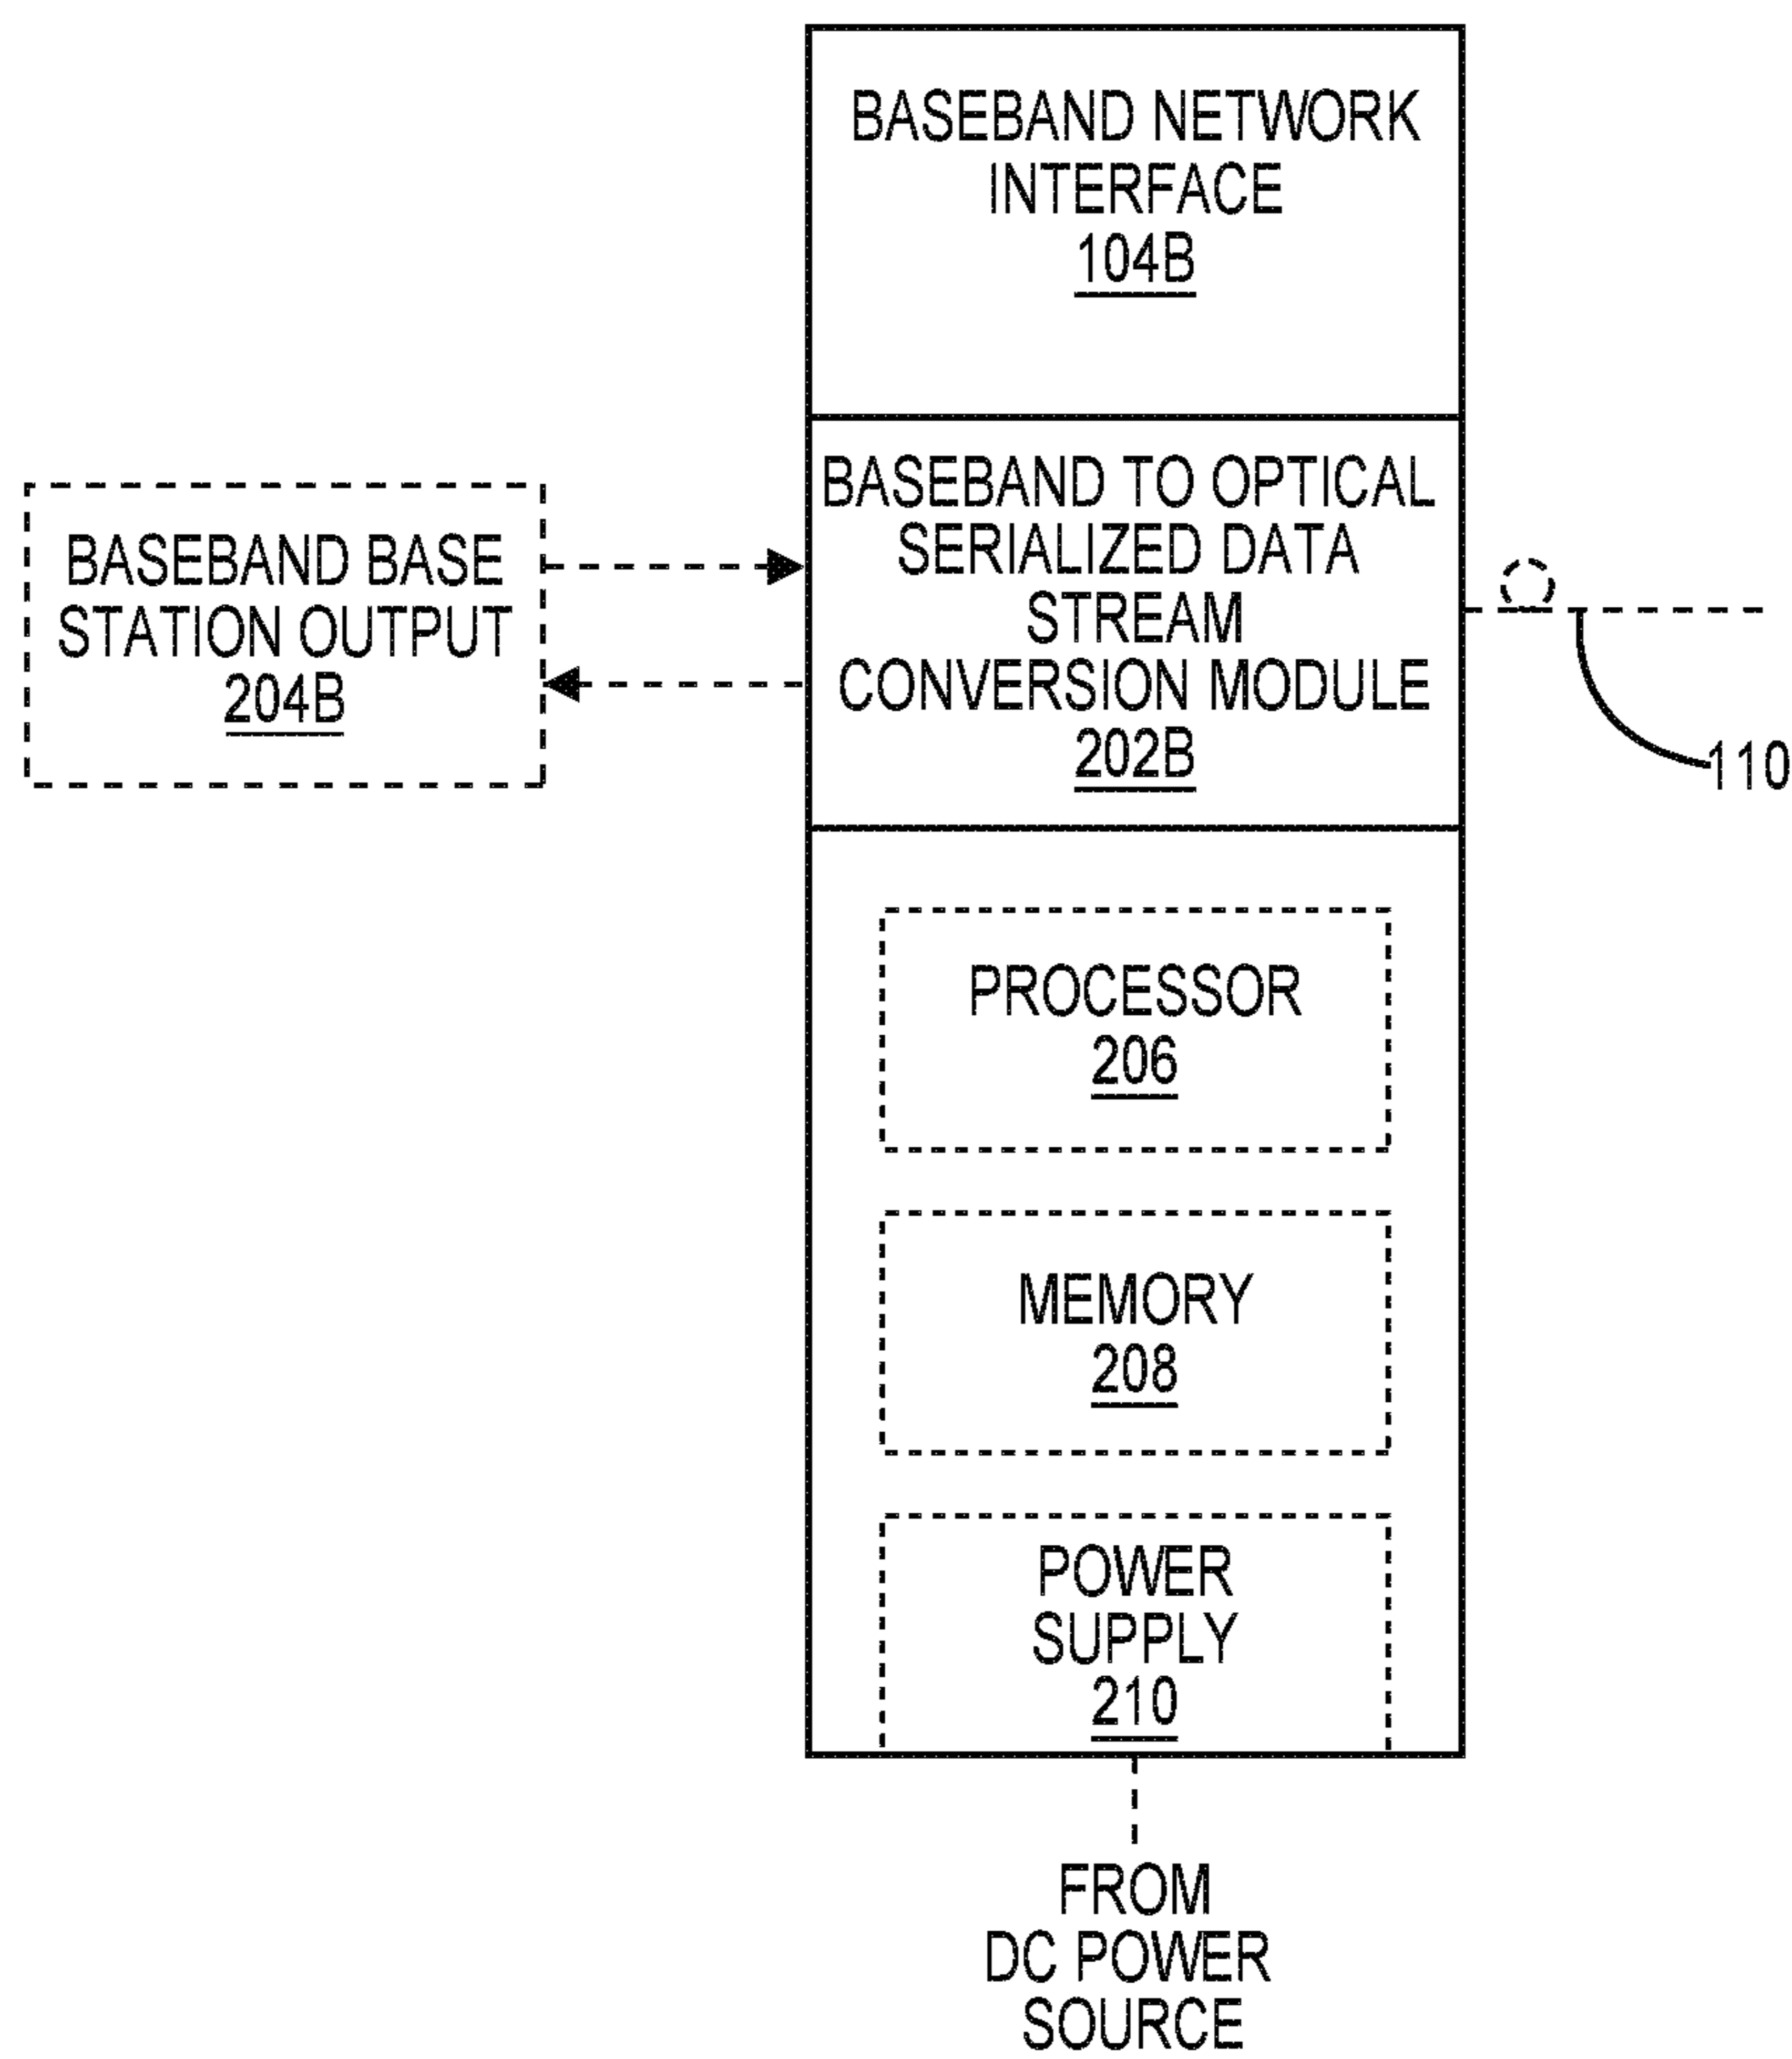 BASEBAND NETWORK
INTERFACE
104B
BASEBAND BASE
STATION OUTPUT
204B
BASEBAND TO OPTICAL
SERIALIZED DATA
STREAM
CONVERSION MODULE
202B
110
PROCESSOR
206
MEMORY
208
POWER
SUPPLY
210
FROM
DC POWER
SOURCE